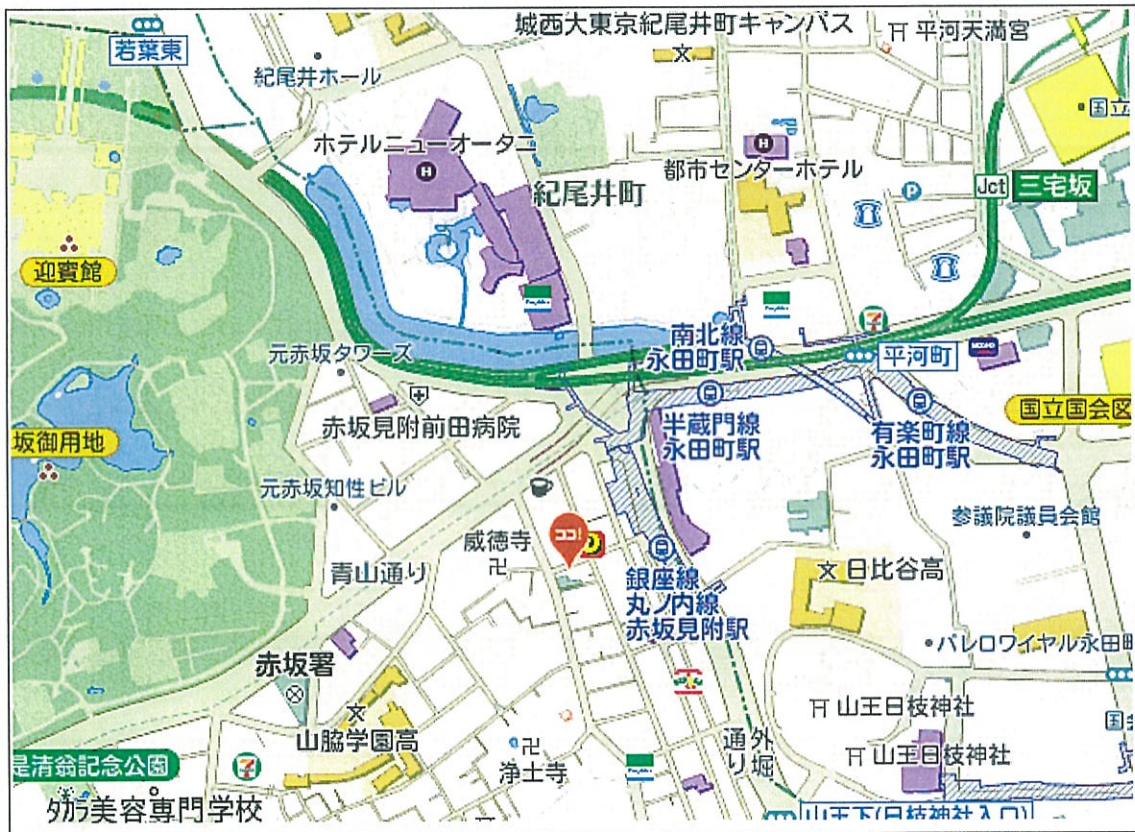 城西大東京紀尾井町キャンパス
平河天満宮
若葉東
紀尾井ホール
国立
ホテルニューオータニ
都市センターホテル
紀尾井町
Jct
三宅坂
迎賓館
元赤坂タワーズ
南北線
永田町駅
平河町
赤坂見附前田病院
半蔵門線
永田町駅
有楽町線
永田町駅
国立国会図
坂御用地
元赤坂知性ビル
参議院議員会館
ココ!
威徳寺
青山通り
銀座線
丸ノ内線
赤坂見附駅
日比谷高
パレロワイヤル永田町
赤坂署
山脇学園高
浄土寺
外堀
通り
山王日枝神社
山王日枝神社
国会
是清翁記念公園
タカラ美容専門学校
山王下(日枝神社入口)